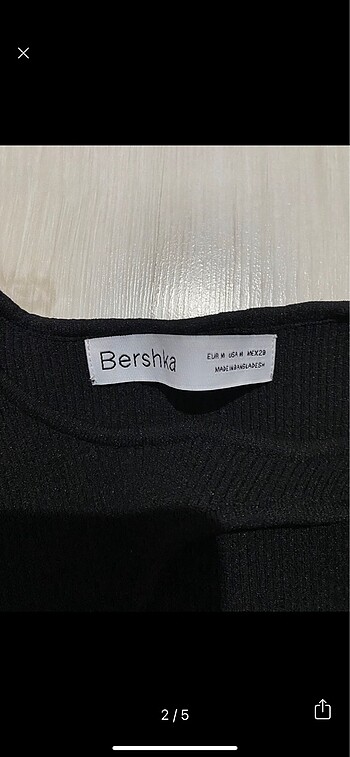 Bershka
EUR M USA M MEX 28
MADE IN BANGLADESH
2 / 5